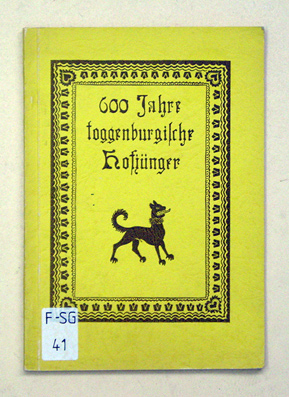 600 Jahre
toggenburgiſche
Hofjünger
F-SG
41